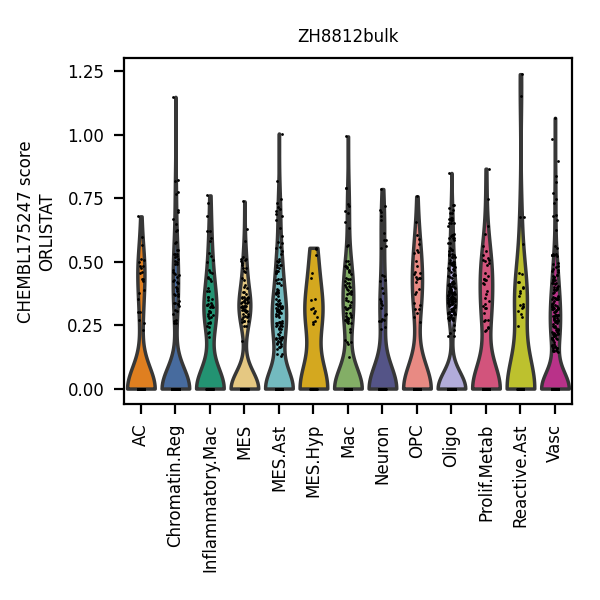 ZH8812bulk
CHEMBL175247 score
ORLISTAT
1.25
1.00
0.75
0.50
0.25
0.00
AC
Chromatin.Reg
Inflammatory.Mac
MES
MES.Ast
MES.Hyp
Mac
Neuron
OPC
Oligo
Prolif.Metab
Reactive.Ast
Vasc